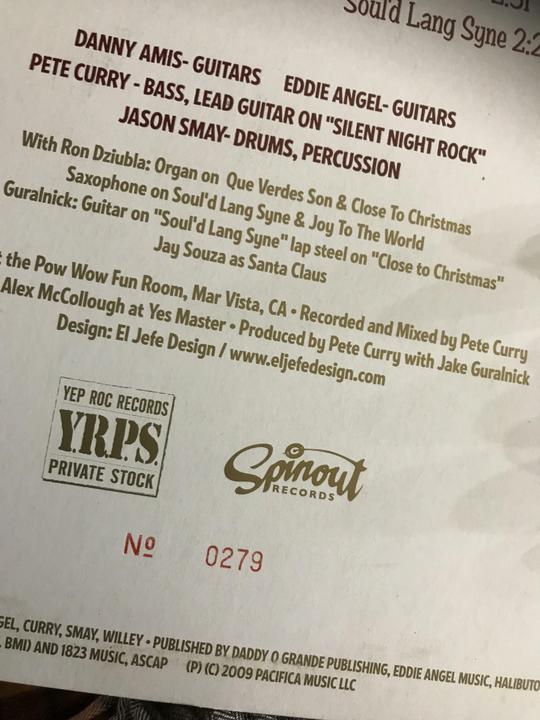 2:31
Soul'd Lang Syne 2:2
DANNY AMIS- GUITARS EDDIE ANGEL- GUITARS
PETE CURRY - BASS, LEAD GUITAR ON "SILENT NIGHT ROCK"
JASON SMAY- DRUMS, PERCUSSION
With Ron Dziubla: Organ on Que Verdes Son & Close To Christmas
Saxophone on Soul'd Lang Syne & Joy To The World
Guralnick: Guitar on "Soul'd Lang Syne" lap steel on "Close to Christmas"
Jay Souza as Santa Claus
the Pow Wow Fun Room, Mar Vista, CA • Recorded and Mixed by Pete Curry
Alex McCollough at Yes Master • Produced by Pete Curry with Jake Guralnick
Design: El Jefe Design / www.eljefedesign.com
YEP ROC RECORDS
Y.R.P.S.
PRIVATE STOCK
Spinout
RECORDS
Nº 0279
GEL, CURRY, SMAY, WILLEY • PUBLISHED BY DADDY O GRANDE PUBLISHING, EDDIE ANGEL MUSIC, HALIBUTO
BMI) AND 1823 MUSIC, ASCAP (P) (C) 2009 PACIFICA MUSIC LLC